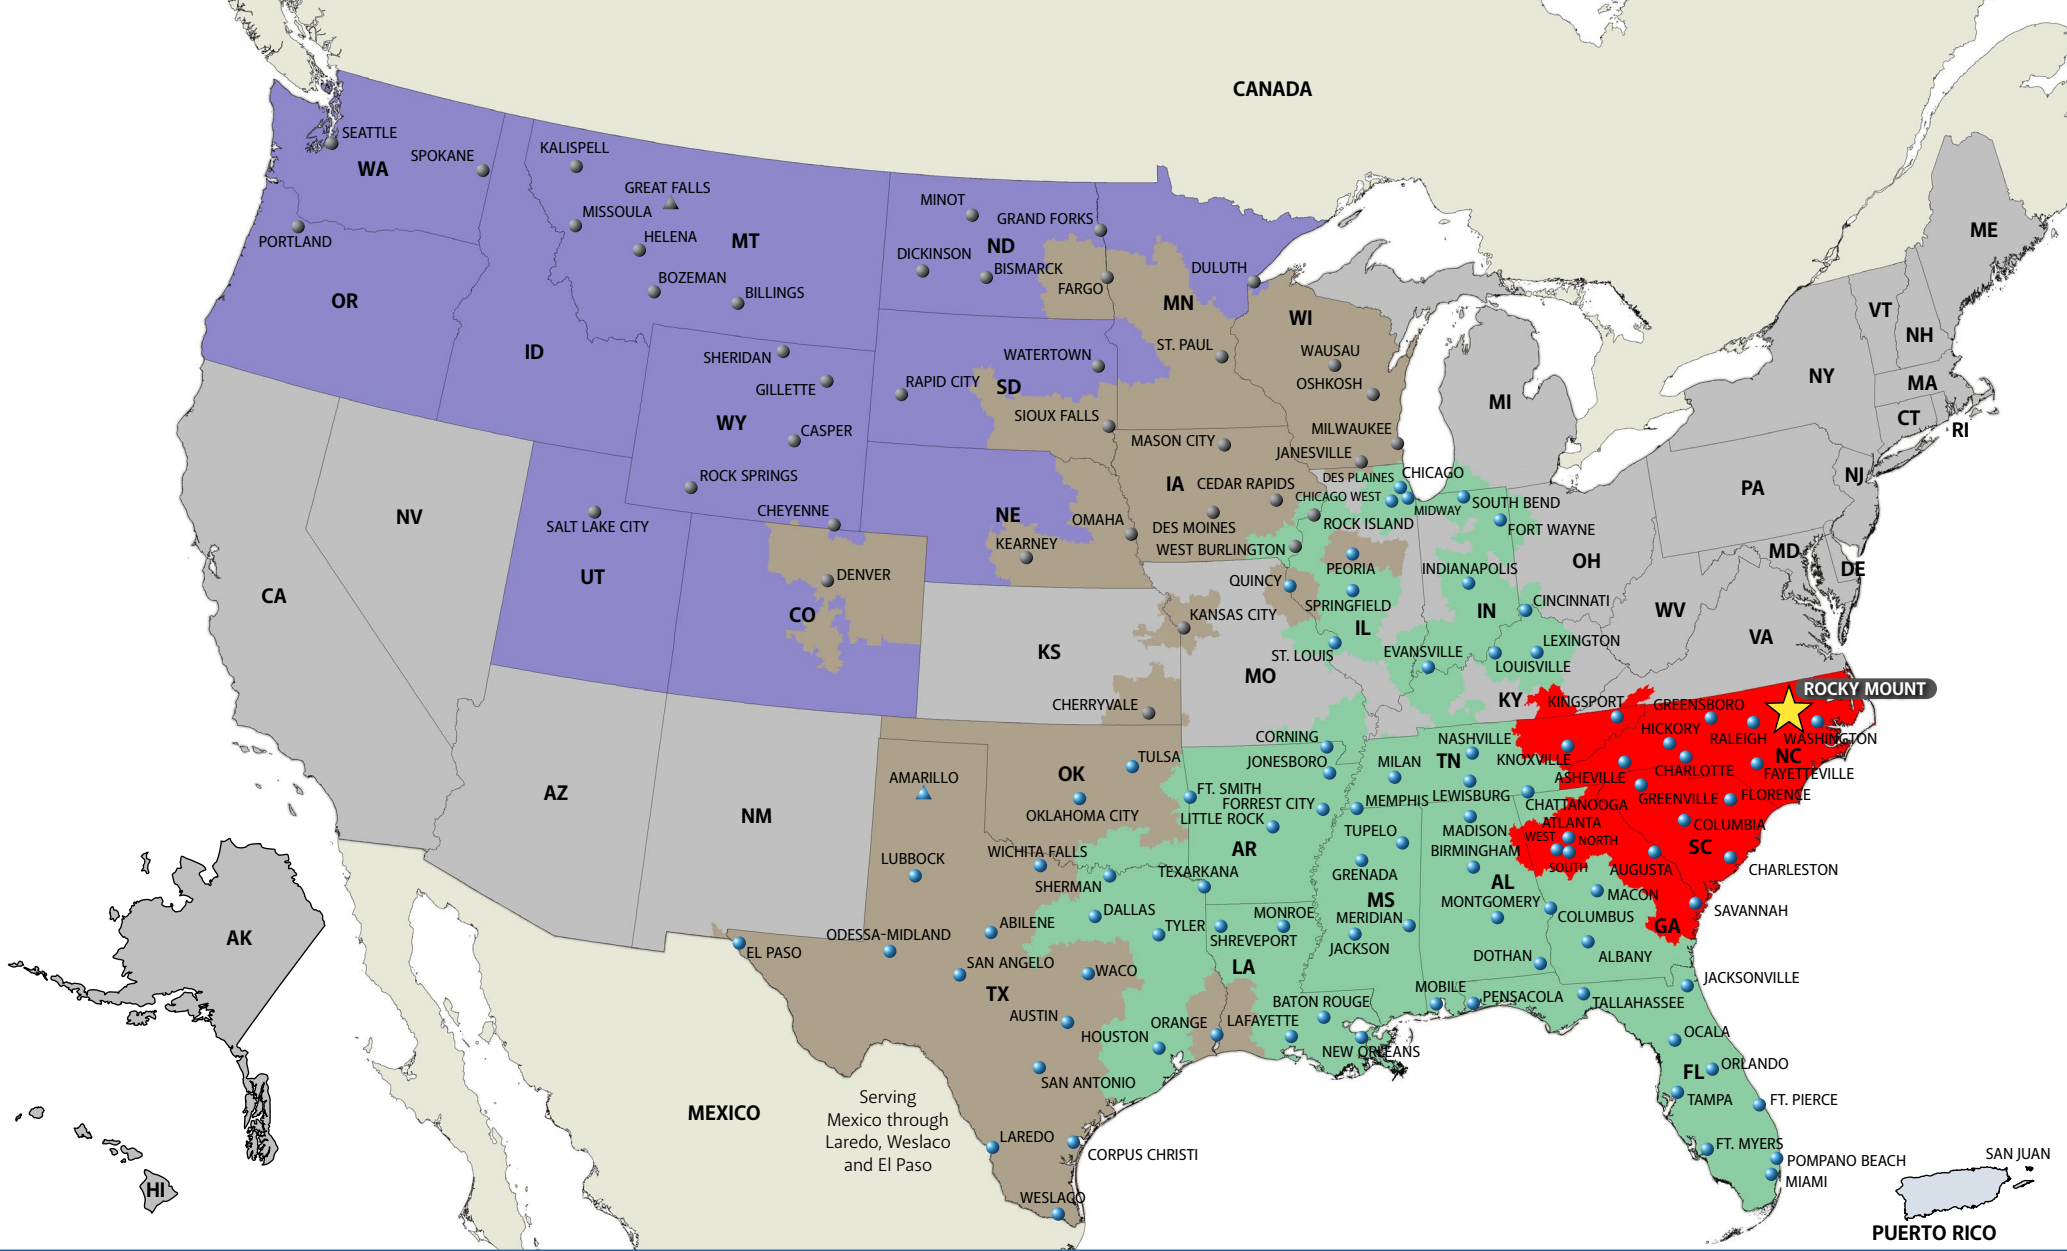 CANADA
SEATTLE
SPOKANE
WA
KALISPELL
GREAT FALLS
MISSOULA
HELENA
MT
BOZEMAN
BILLINGS
PORTLAND
OR
ID
MINOT
GRAND FORKS
ND
DICKINSON
BISMARCK
FARGO
DULUTH
MN
WI
ST. PAUL
WAUSAU
OSHKOSH
MILWAUKEE
JANESVILLE
MI
ME
VT
NH
NY
MA
CT
RI
SHERIDAN
GILLETTE
WY
CASPER
ROCK SPRINGS
CHEYENNE
WATERTOWN
RAPID CITY
SD
SIOUX FALLS
MASON CITY
IA
CEDAR RAPIDS
DES MOINES
WEST BURLINGTON
DES PLAINES
CHICAGO
CHICAGO WEST
MIDWAY
SOUTH BEND
ROCK ISLAND
FORT WAYNE
PA
NJ
NV
SALT LAKE CITY
UT
CA
NE
OMAHA
KEARNEY
DENVER
CO
PEORIA
INDIANAPOLIS
OH
MD
DE
QUINCY
SPRINGFIELD
IN
CINCINNATI
WV
VA
KANSAS CITY
IL
KS
ST. LOUIS
EVANSVILLE
LEXINGTON
LOUISVILLE
MO
CHERRYVALE
KY
KINGSPORT
GREENSBORO
ROCKY MOUNT
HICKORY
RALEIGH
WASHINGTON
NC
CORNING
JONESBORO
NASHVILLE
TN
MILAN
KNOXVILLE
ASHEVILLE
CHARLOTTE
FAYETTEVILLE
TULSA
OK
AMARILLO
OKLAHOMA CITY
FT. SMITH
FORREST CITY
LITTLE ROCK
MEMPHIS
LEWISBURG
CHATTANOOGA
GREENVILLE
FLORENCE
AZ
NM
TUPELO
MADISON
ATLANTA
WEST
NORTH
SOUTH
COLUMBIA
SC
AR
BIRMINGHAM
AUGUSTA
CHARLESTON
LUBBOCK
WICHITA FALLS
SHERMAN
TEXARKANA
GRENADA
AL
MS
MACON
MONTGOMERY
SAVANNAH
DALLAS
ABILENE
TYLER
MONROE
SHREVEPORT
MERIDIAN
JACKSON
COLUMBUS
GA
ODESSA-MIDLAND
EL PASO
SAN ANGELO
WACO
TX
LA
DOTHAN
ALBANY
JACKSONVILLE
AUSTIN
HOUSTON
ORANGE
LAFAYETTE
BATON ROUGE
MOBILE
PENSACOLA
TALLAHASSEE
NEW ORLEANS
OCALA
SAN ANTONIO
FL
ORLANDO
TAMPA
FT. PIERCE
AK
MEXICO
Serving
Mexico through
Laredo, Weslaco
and El Paso
LAREDO
CORPUS CHRISTI
WESLACO
FT. MYERS
POMPANO BEACH
MIAMI
SAN JUAN
HI
PUERTO RICO